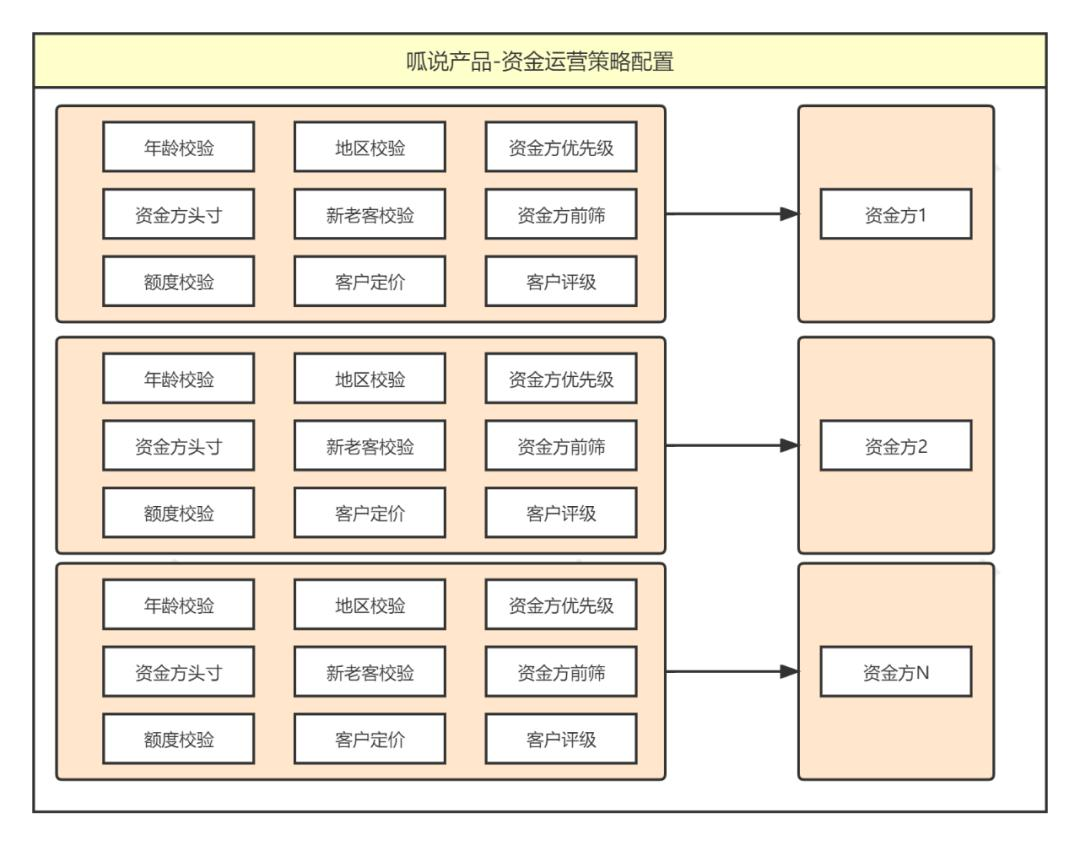 呱说产品-资金运营策略配置
年龄校验 地区校验 资金方优先级
资金方头寸 新老客校验 资金方前筛 资金方1
额度校验 客户定价 客户评级
年龄校验 地区校验 资金方优先级
资金方头寸 新老客校验 资金方前筛 资金方2
额度校验 客户定价 客户评级
年龄校验 地区校验 资金方优先级
资金方头寸 新老客校验 资金方前筛 资金方N
额度校验 客户定价 客户评级